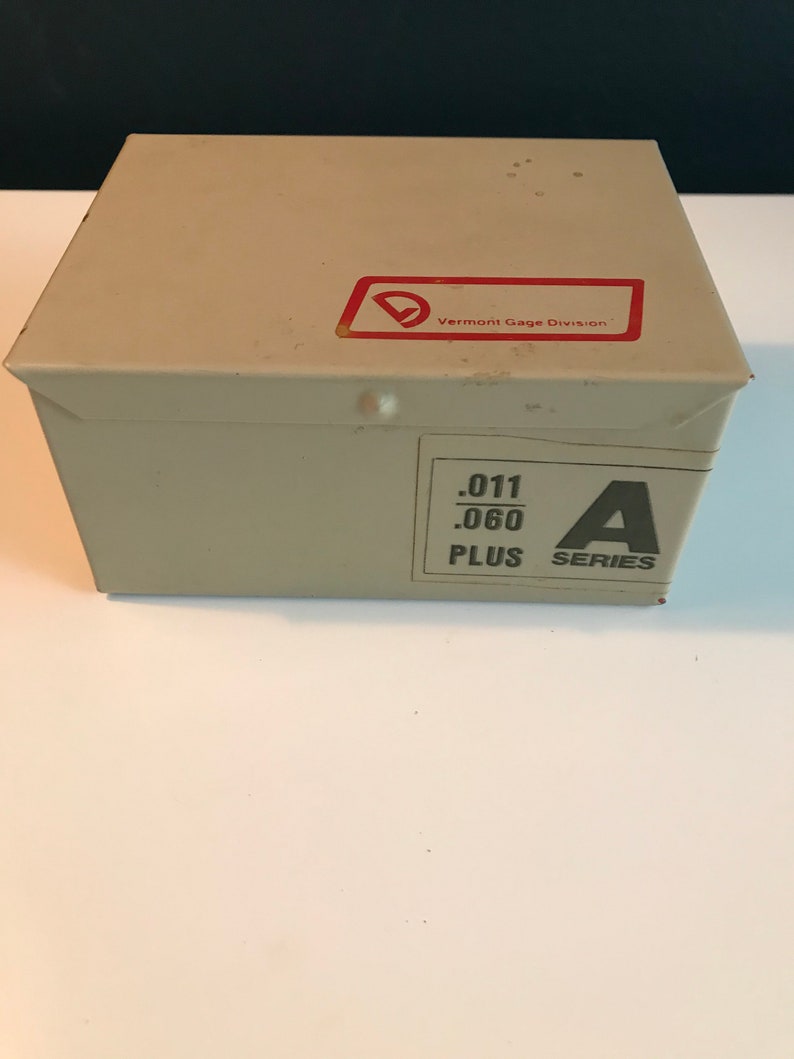 Vermont Gage Division
.011
.060
PLUS
A
SERIES